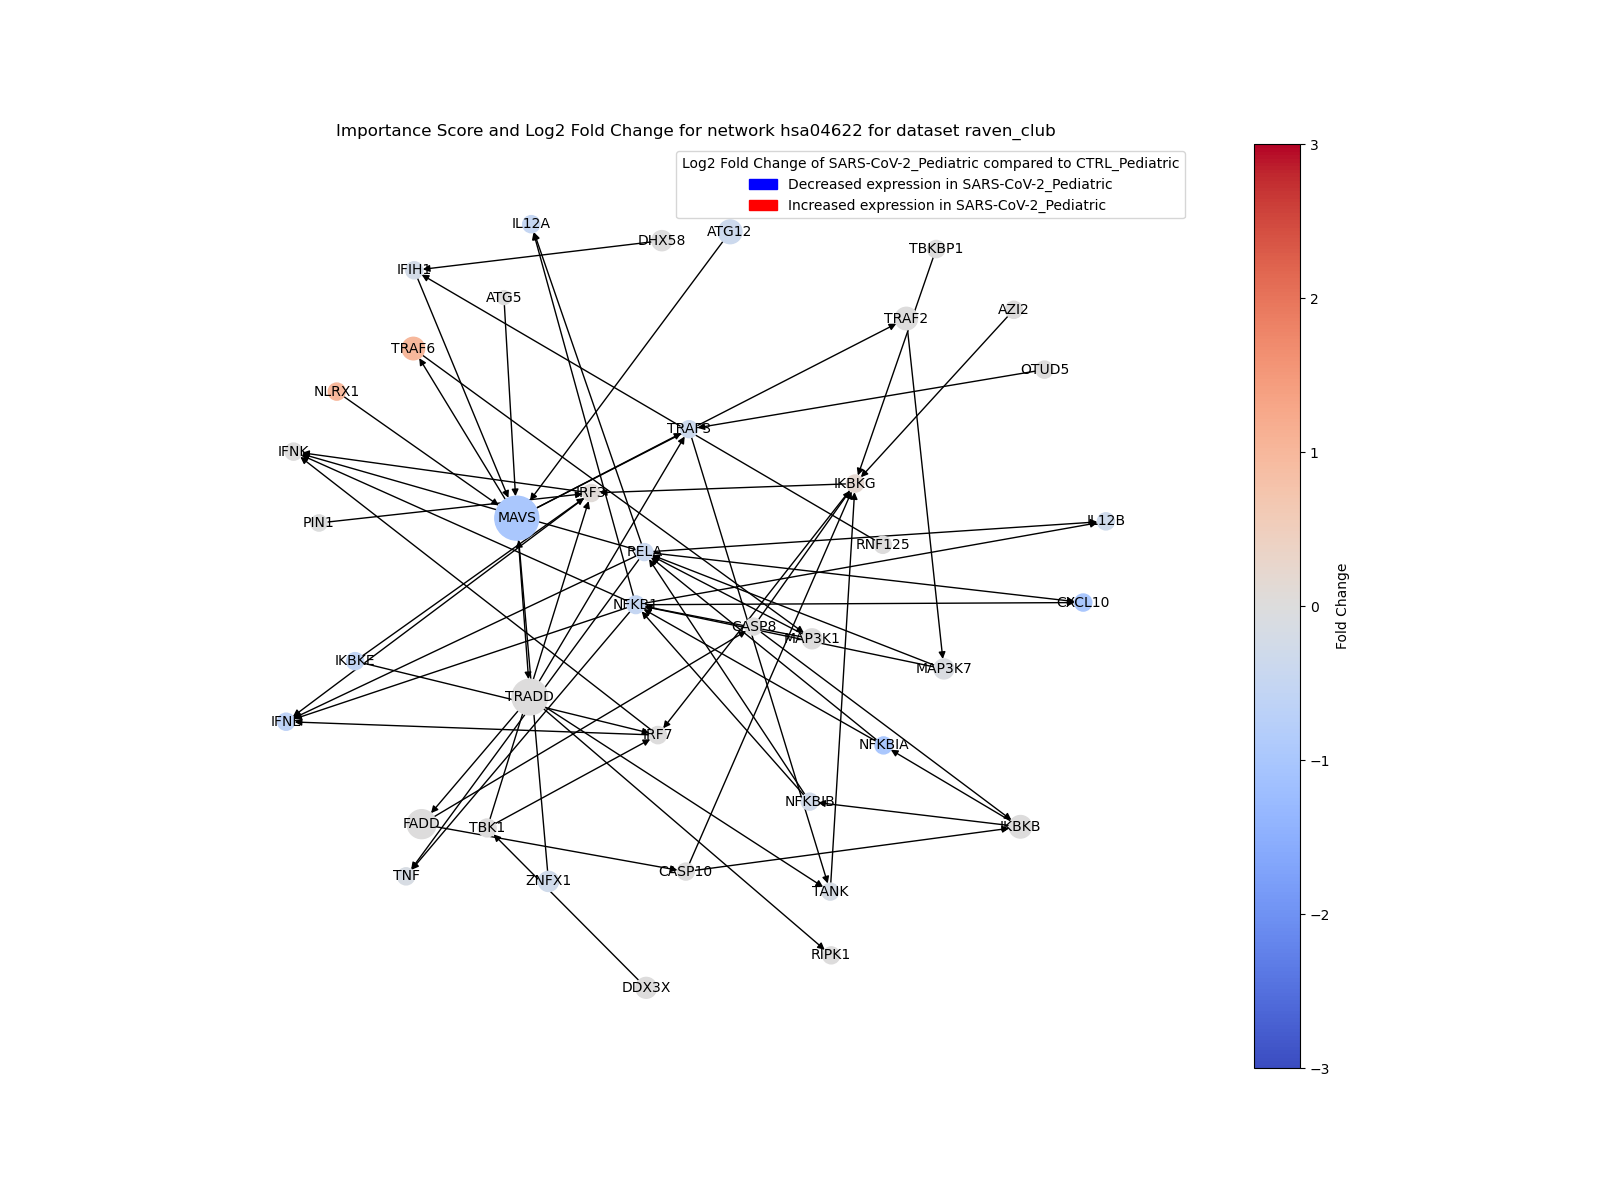 Importance Score and Log2 Fold Change for network hsa04622 for dataset raven_club
Log2 Fold Change of SARS-CoV-2_Pediatric compared to CTRL_Pediatric
Decreased expression in SARS-CoV-2_Pediatric
Increased expression in SARS-CoV-2_Pediatric
IL12A
DHX58
ATG12
TBKBP1
IFIH1
ATG5
AZI2
TRAF2
TRAF6
OTUD5
NLRX1
TRAF3
IFNK
IKBKG
IRF3
MAVS
PIN1
IL12B
RNF125
RELA
NFKB1
CXCL10
CASP8
MAP3K1
IKBKE
MAP3K7
TRADD
IFNB
IRF7
NFKBIA
NFKBIB
FADD
TBK1
IKBKB
CASP10
TNF
ZNFX1
TANK
RIPK1
DDX3X
3
2
1
0
−1
−2
−3
Fold Change